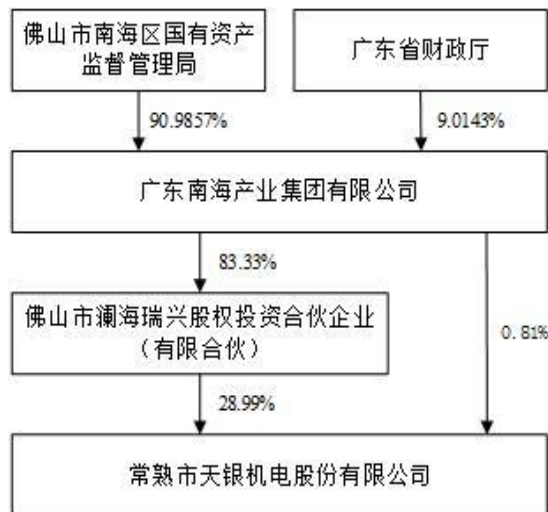 佛山市南海区国有资产
监督管理局
广东省财政厅
90.9857%
9.0143%
广东南海产业集团有限公司
83.33%
佛山市澜海瑞兴股权投资合伙企业
（有限合伙）
0.81%
28.99%
常熟市天银机电股份有限公司